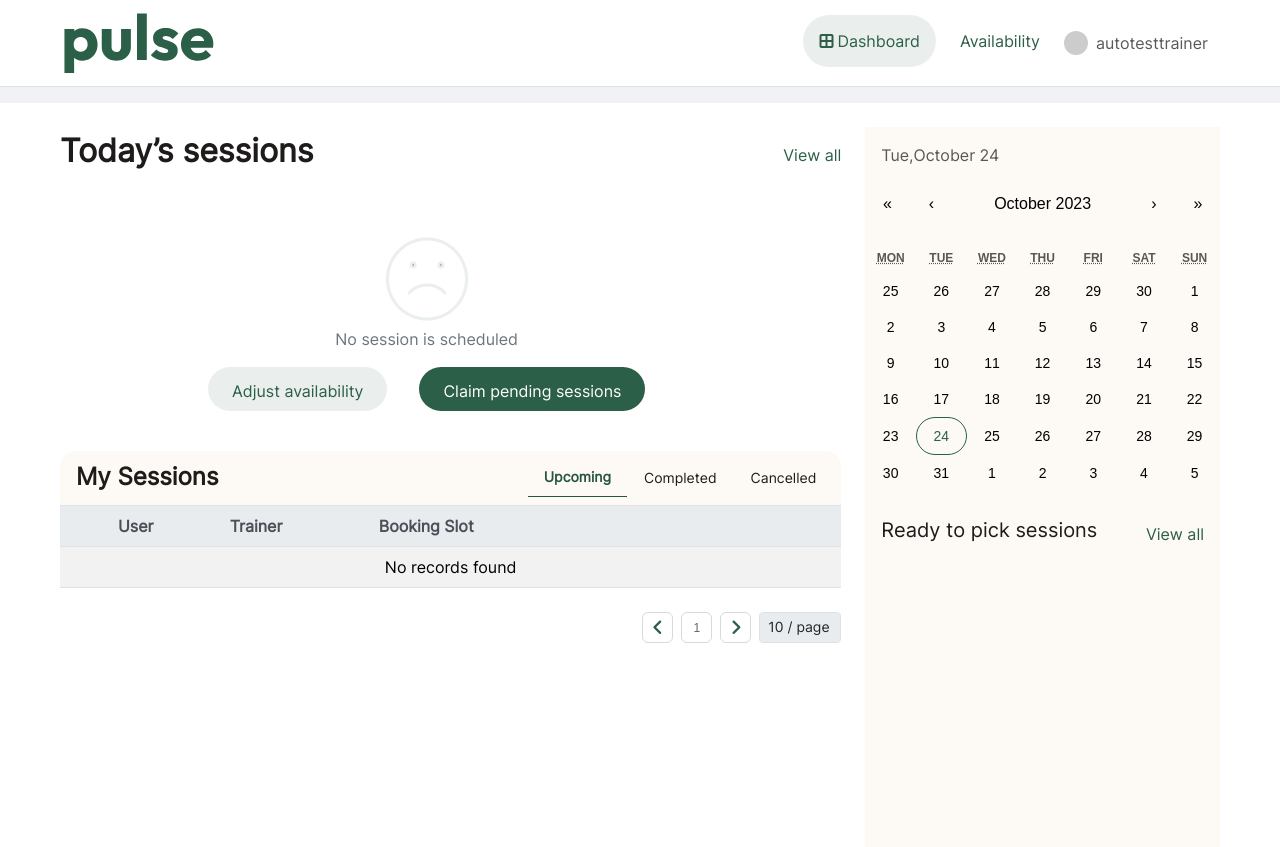 pulse
Dashboard
Availability
autotesttrainer
Today’s sessions
View all
No session is scheduled
Adjust availability
Claim pending sessions
My Sessions
Upcoming
Completed
Cancelled
User Trainer Booking Slot
No records found
1
10 / page
Tue,October 24
« ‹ October 2023 › »
MON TUE WED THU FRI SAT SUN
25 26 27 28 29 30 1
2 3 4 5 6 7 8
9 10 11 12 13 14 15
16 17 18 19 20 21 22
23 24 25 26 27 28 29
30 31 1 2 3 4 5
Ready to pick sessions
View all